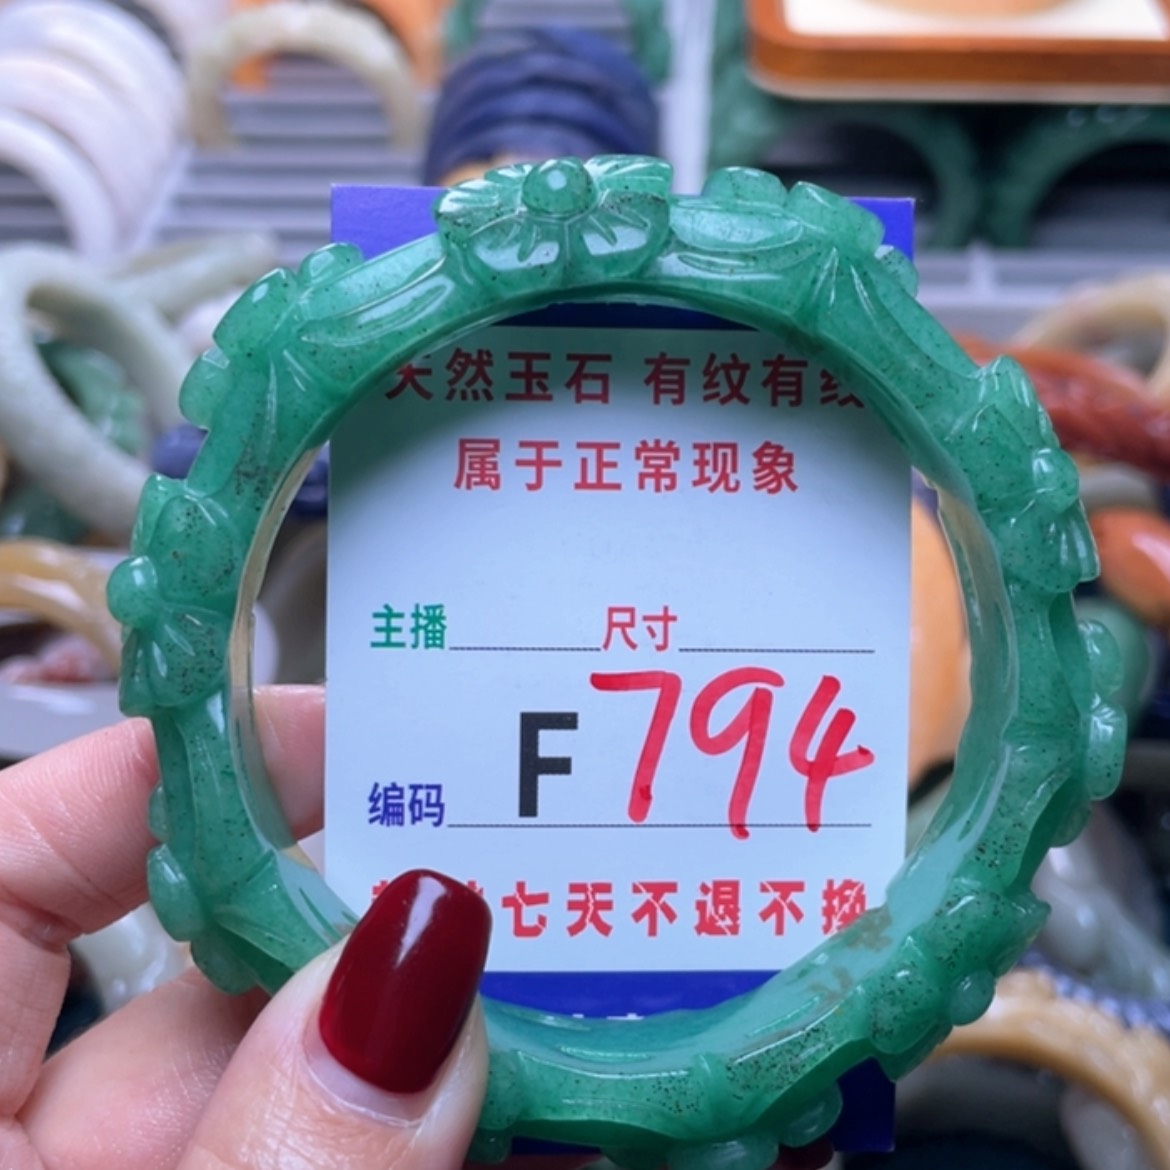 天然玉石 有纹有
属于正常现象
主播 尺寸
编码 F794
七天不退不换